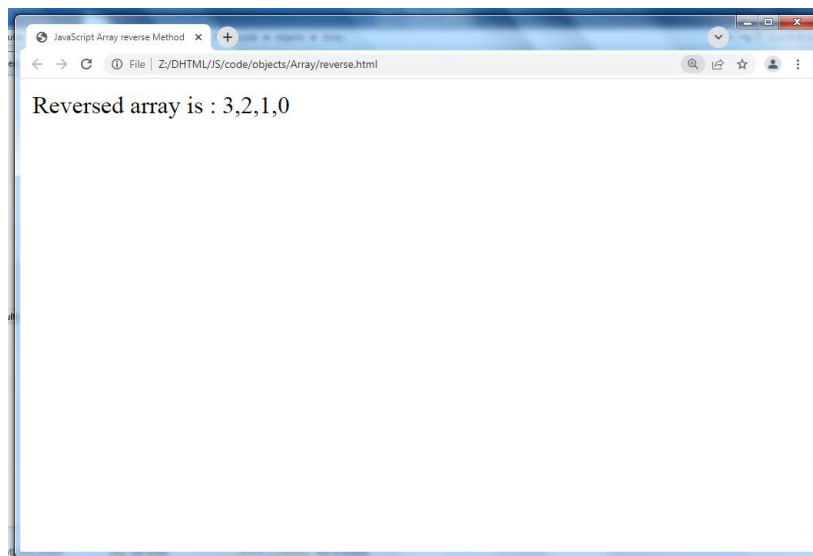 JavaScript Array reverse Method
File | Z:/DHTML/JS/code/objects/Array/reverse.html
Reversed array is : 3,2,1,0